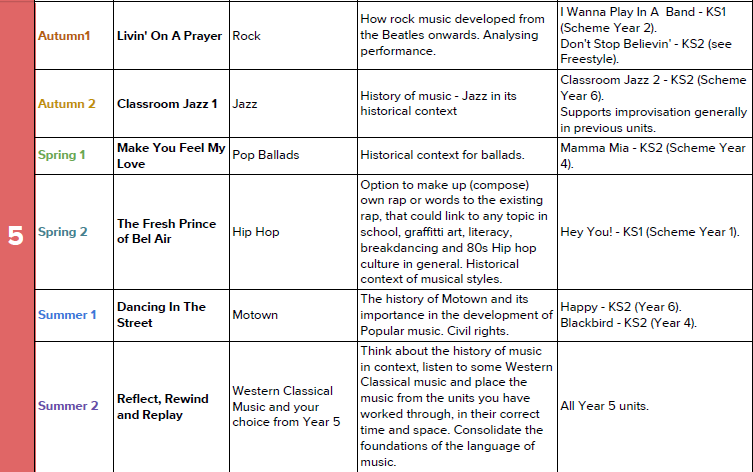 5
Autumn1
Livin' On A Prayer
Rock
How rock music developed from
the Beatles onwards. Analysing
performance.
I Wanna Play In A  Band - KS1
(Scheme Year 2).
Don't Stop Believin' - KS2 (see
Freestyle).
Autumn 2
Classroom Jazz 1
Jazz
History of music - Jazz in its
historical context
Classroom Jazz 2 - KS2 (Scheme
Year 6).
Supports improvisation generally
in previous units.
Spring 1
Make You Feel My
Love
Pop Ballads
Historical context for ballads.
Mamma Mia - KS2 (Scheme Year
4).
Spring 2
The Fresh Prince
of Bel Air
Hip Hop
Option to make up (compose)
own rap or words to the existing
rap, that could link to any topic in
school, graffitti art, literacy,
breakdancing and 80s Hip hop
culture in general. Historical
context of musical styles.
Hey You! - KS1 (Scheme Year 1).
Summer 1
Dancing In The
Street
Motown
The history of Motown and its
importance in the development of
Popular music. Civil rights.
Happy - KS2 (Year 6).
Blackbird - KS2 (Year 4).
Summer 2
Reflect, Rewind
and Replay
Western Classical
Music and your
choice from Year 5
Think about the history of music
in context, listen to some Western
Classical music and place the
music from the units you have
worked through, in their correct
time and space. Consolidate the
foundations of the language of
music.
All Year 5 units.